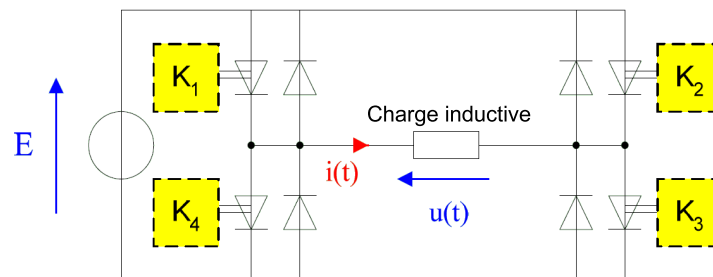 K1
K2
Charge inductive
E
i(t)
K4
u(t)
K3